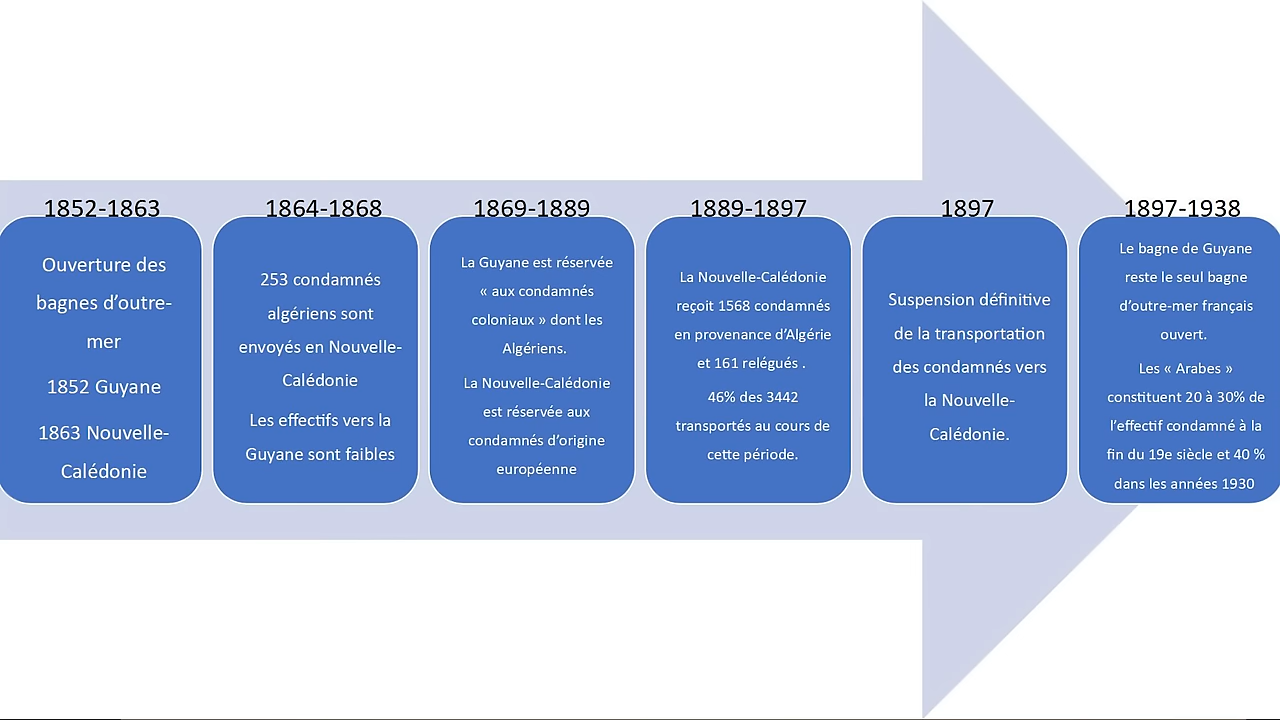 1852-1863
Ouverture des
bagnes d’outre-
mer
1852 Guyane
1863 Nouvelle-
Calédonie
1864-1868
253 condamnés
algériens sont
envoyés en Nouvelle-
Calédonie
Les effectifs vers la
Guyane sont faibles
1869-1889
La Guyane est réservée
« aux condamnés
coloniaux » dont les
Algériens.
La Nouvelle-Calédonie
est réservée aux
condamnés d’origine
européenne
1889-1897
La Nouvelle-Calédonie
reçoit 1568 condamnés
en provenance d’Algérie
et 161 relégués .
46% des 3442
transportés au cours de
cette période.
1897
Suspension définitive
de la transportation
des condamnés vers
la Nouvelle-
Calédonie.
1897-1938
Le bagne de Guyane
reste le seul bagne
d’outre-mer français
ouvert.
Les « Arabes »
constituent 20 à 30% de
l’effectif condamné à la
fin du 19e siècle et 40 %
dans les années 1930